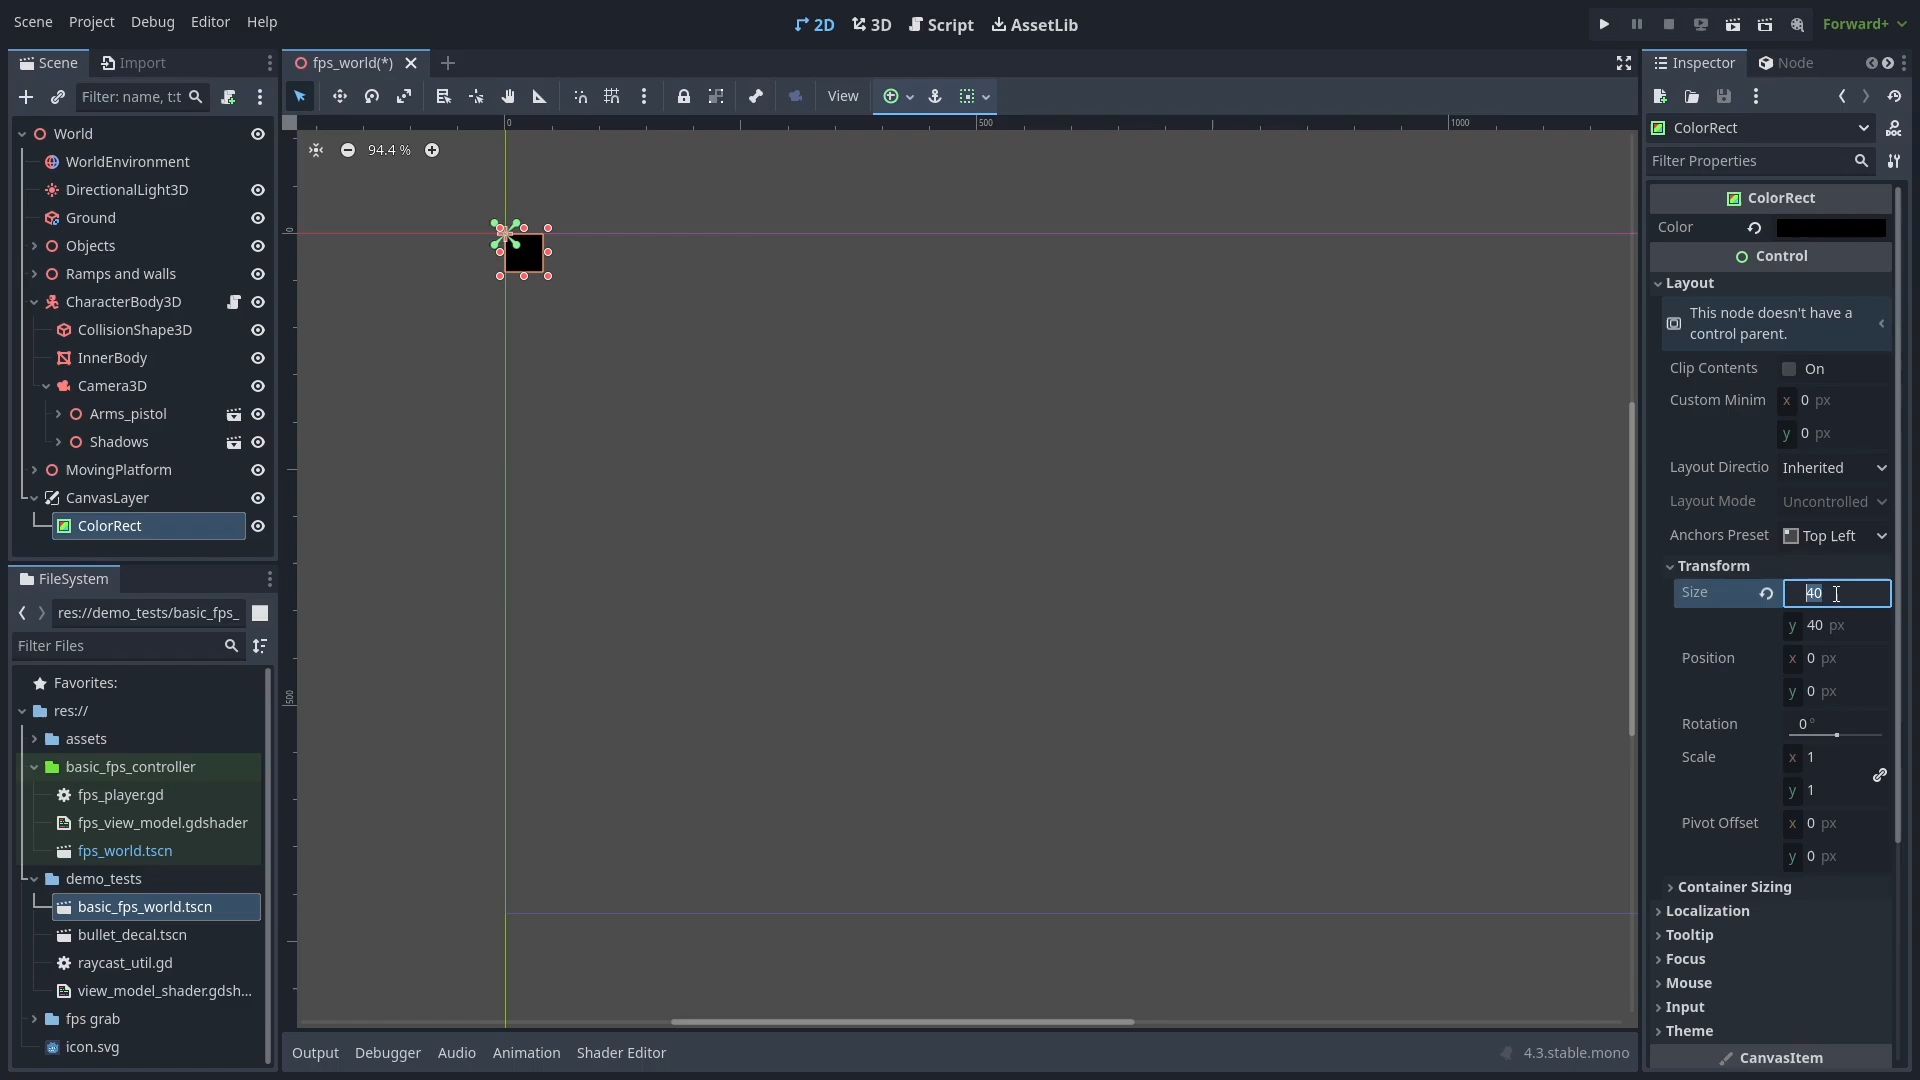 Scene Project Debug Editor Help
2D 3D Script AssetLib
Forward+
Scene Import
Filter: name, t:t
World
WorldEnvironment
DirectionalLight3D
Ground
Objects
Ramps and walls
CharacterBody3D
CollisionShape3D
InnerBody
Camera3D
Arms_pistol
Shadows
MovingPlatform
CanvasLayer
ColorRect
FileSystem
res://demo_tests/basic_fps_
Filter Files
Favorites:
res://
assets
basic_fps_controller
fps_player.gd
fps_view_model.gdshader
fps_world.tscn
demo_tests
basic_fps_world.tscn
bullet_decal.tscn
raycast_util.gd
view_model_shader.gdsh...
fps grab
icon.svg
fps_world(*)
View
0 500 1000
94.4 %
0
500
Output Debugger Audio Animation Shader Editor
4.3.stable.mono
Inspector Node
ColorRect
DOC
Filter Properties
ColorRect
Color
Control
Layout
This node doesn't have a
control parent.
Clip Contents On
Custom Minim x 0 px
y 0 px
Layout Directio Inherited
Layout Mode Uncontrolled
Anchors Preset Top Left
Transform
Size 40
y 40 px
Position x 0 px
y 0 px
Rotation 0 °
Scale x 1
y 1
Pivot Offset x 0 px
y 0 px
Container Sizing
Localization
Tooltip
Focus
Mouse
Input
Theme
CanvasItem